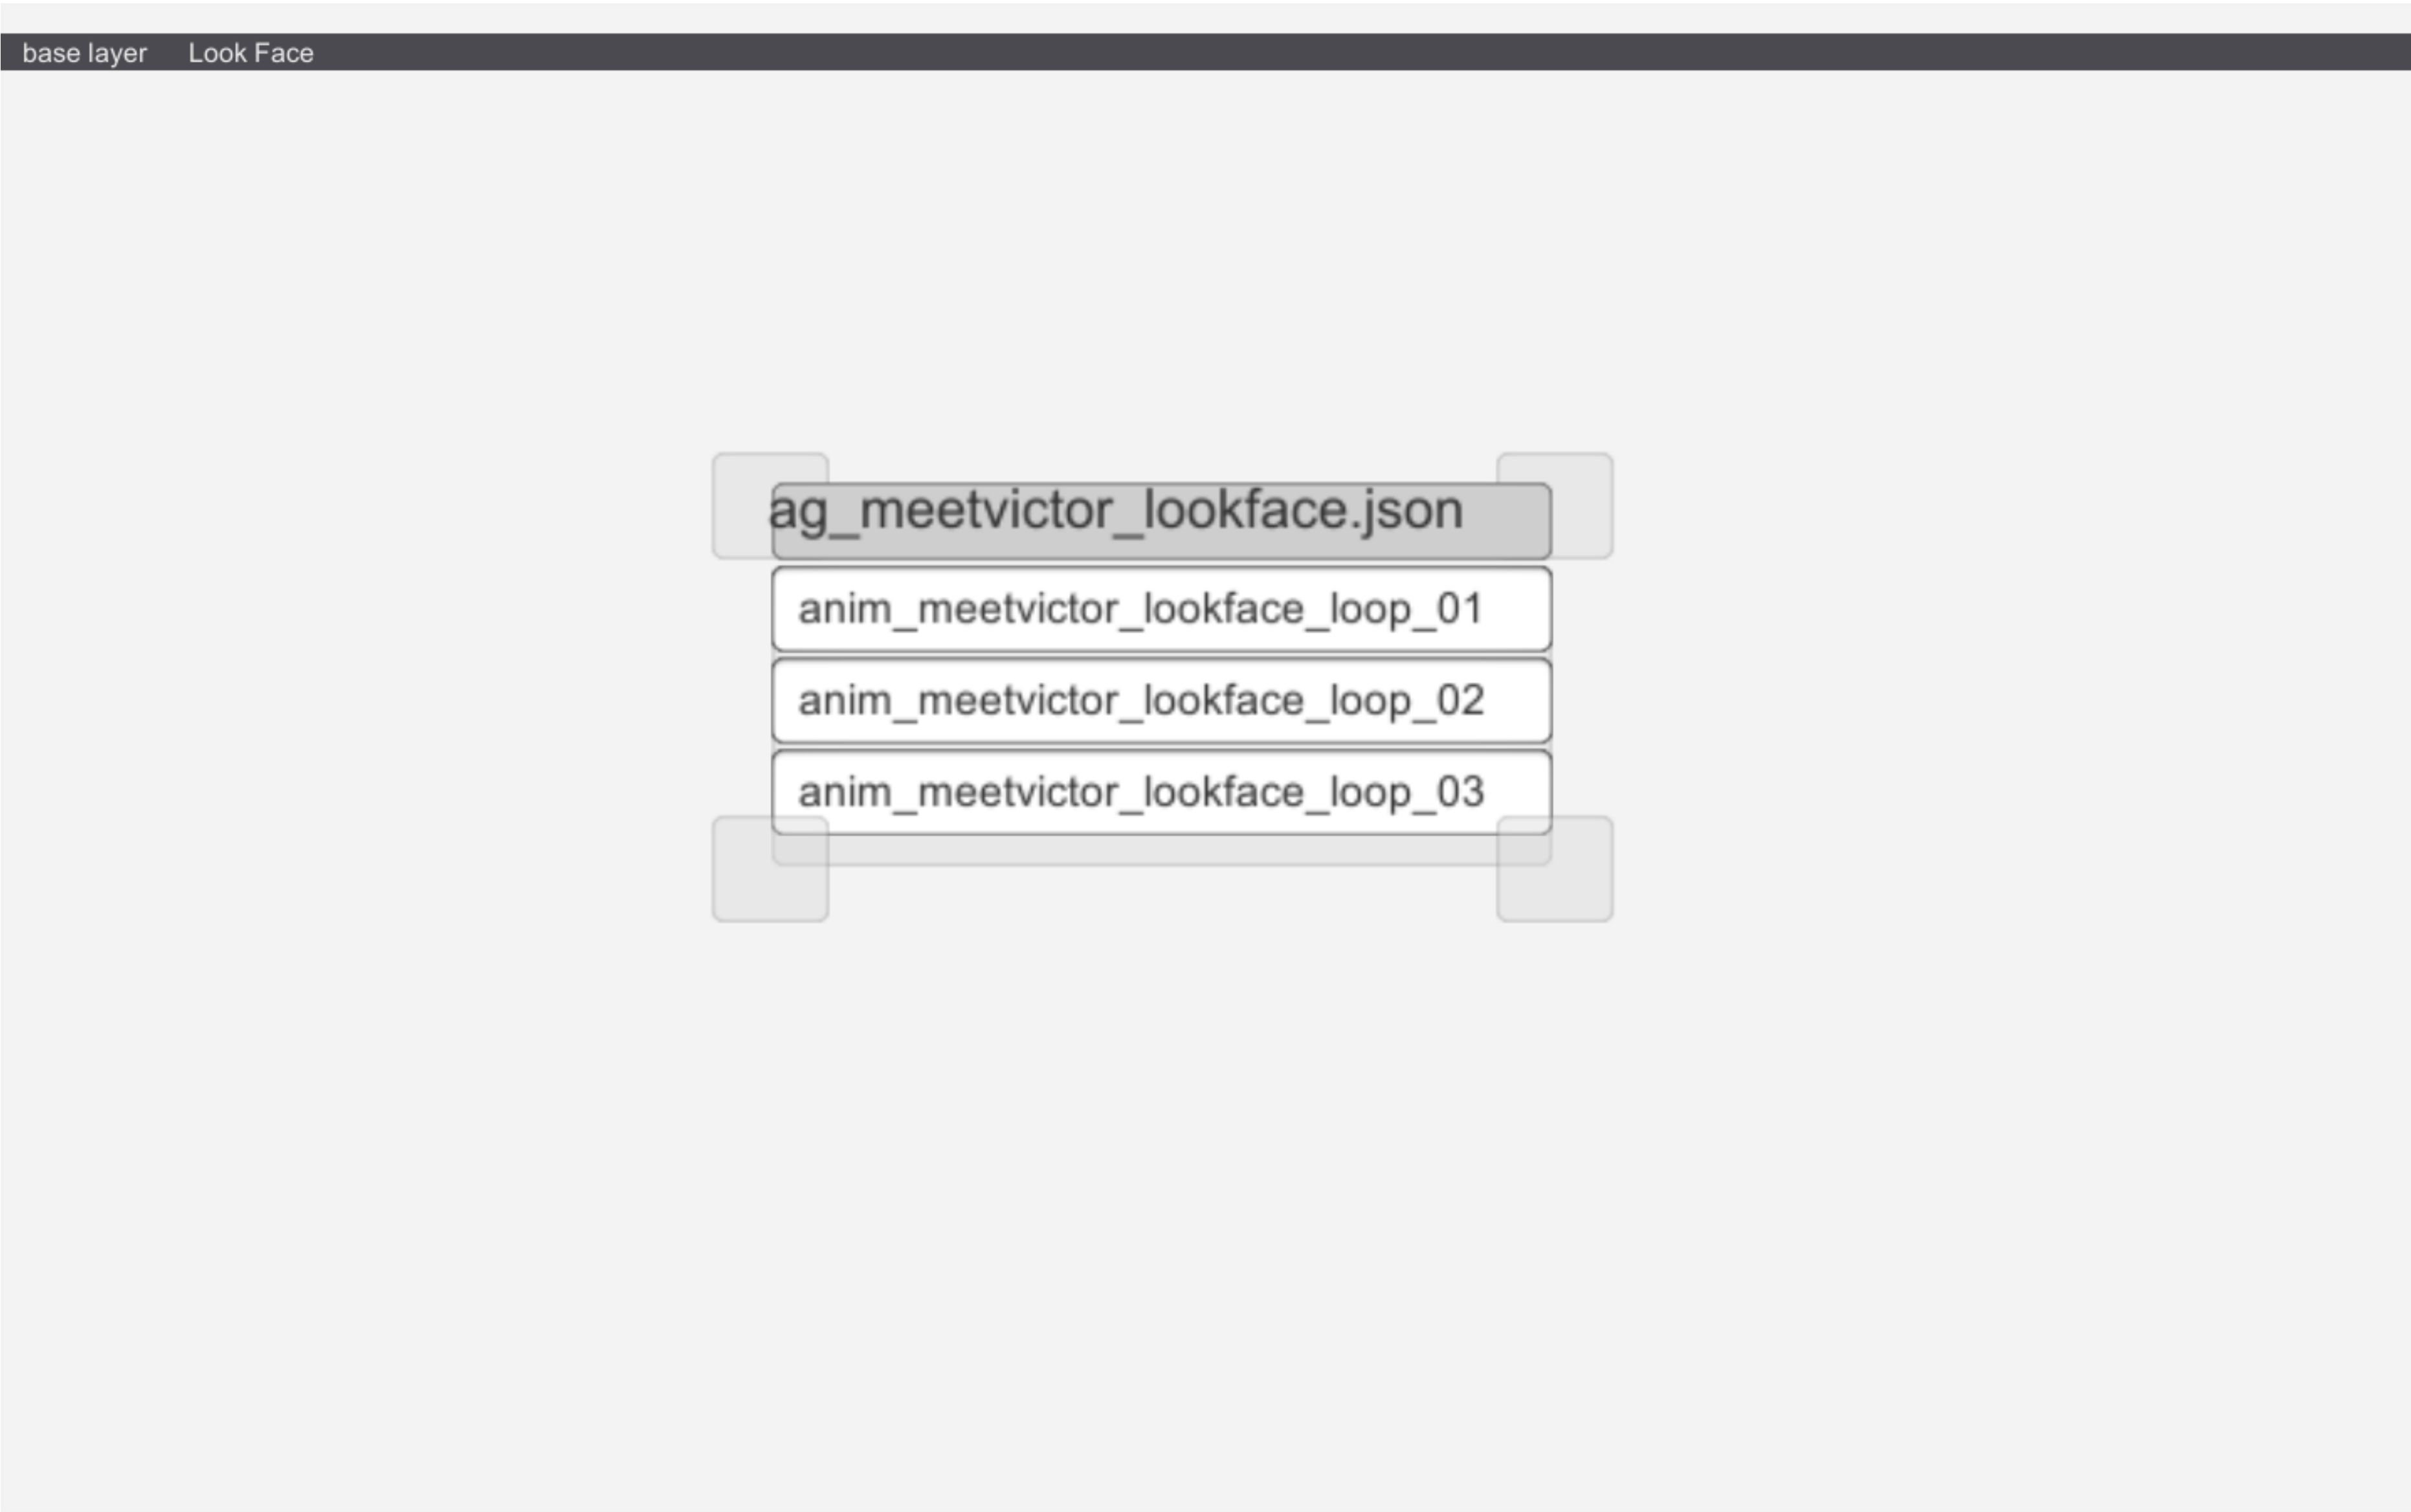 base layer Look Face
ag_meetvictor_lookface.json
anim_meetvictor_lookface_loop_01
anim_meetvictor_lookface_loop_02
anim_meetvictor_lookface_loop_03